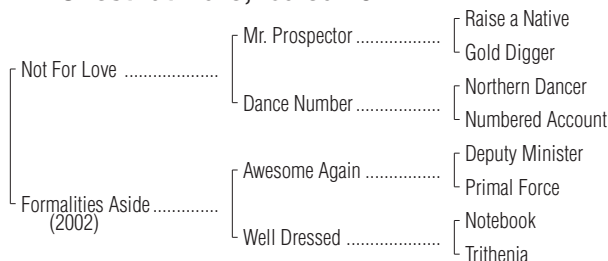 Raise a Native
Mr. Prospector ...................
Gold Digger
Not For Love .....................
Northern Dancer
Dance Number ...................
Numbered Account
Deputy Minister
Awesome Again .................
Primal Force
Formalities Aside ..............
(2002)
Notebook
Well Dressed .....................
Trithenia